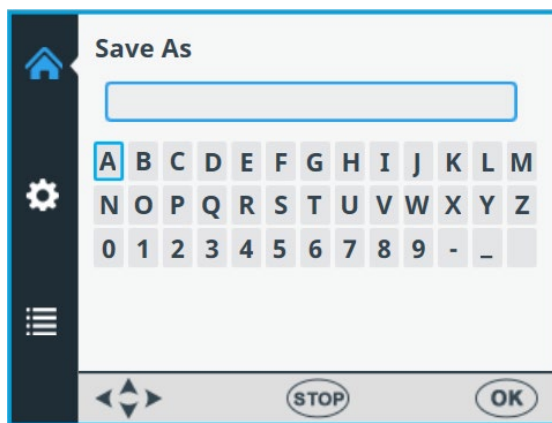 Save As
A B C D E F G H I J K L M
N O P Q R S T U V W X Y Z
0 1 2 3 4 5 6 7 8 9 - _
STOP OK